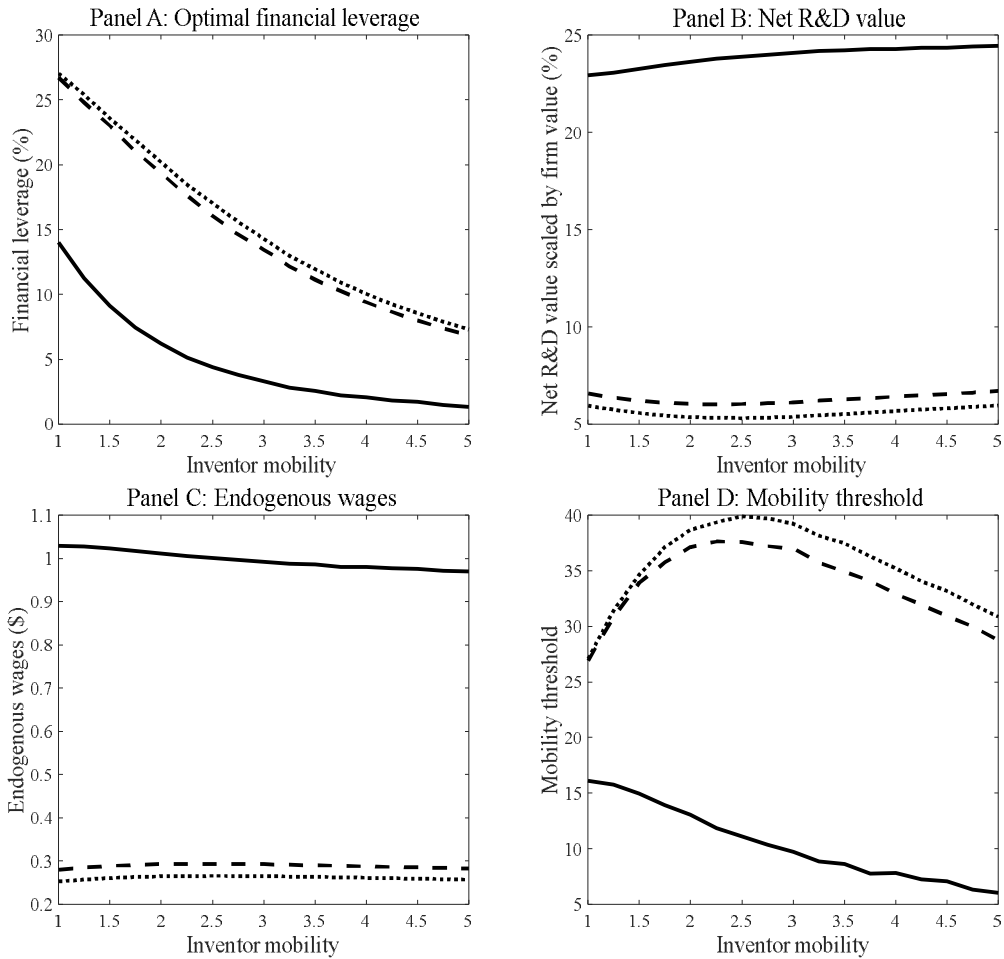 Panel A: Optimal financial leverage
Financial leverage (%)
30
25
20
15
10
5
0
1 1.5 2 2.5 3 3.5 4 4.5 5
Inventor mobility
Panel B: Net R&D value
Net R&D value scaled by firm value (%)
25
20
15
10
5
1 1.5 2 2.5 3 3.5 4 4.5 5
Inventor mobility
Panel C: Endogenous wages
Endogenous wages ($)
1.1
1
0.9
0.8
0.7
0.6
0.5
0.4
0.3
0.2
1 1.5 2 2.5 3 3.5 4 4.5 5
Inventor mobility
Panel D: Mobility threshold
Mobility threshold
40
35
30
25
20
15
10
5
1 1.5 2 2.5 3 3.5 4 4.5 5
Inventor mobility